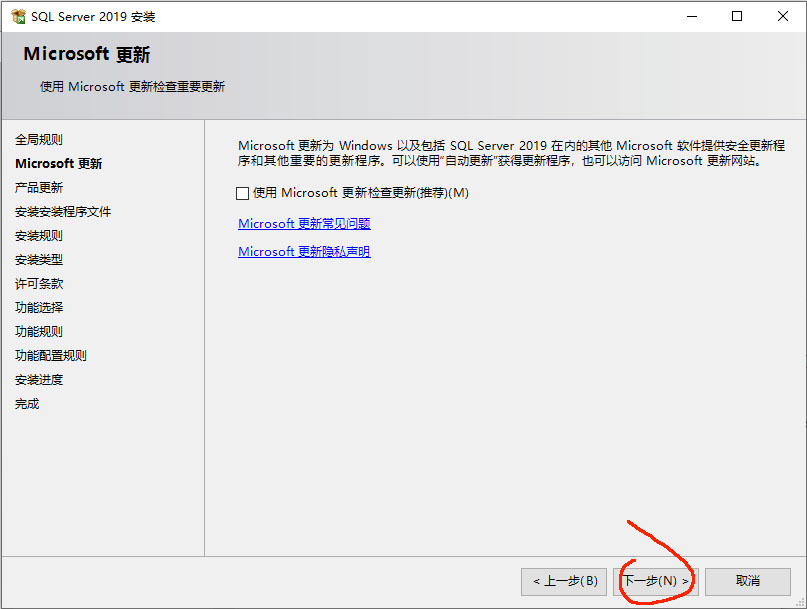 SQL Server 2019 安装
Microsoft 更新
使用 Microsoft 更新检查重要更新
全局规则
Microsoft 更新
产品更新
安装安装程序文件
安装规则
安装类型
许可条款
功能选择
功能规则
功能配置规则
安装进度
完成
Microsoft 更新为 Windows 以及包括 SQL Server 2019 在内的其他 Microsoft 软件提供安全更新程
序和其他重要的更新程序。可以使用“自动更新”获得更新程序，也可以访问 Microsoft 更新网站。
使用 Microsoft 更新检查更新(推荐)(M)
Microsoft 更新常见问题
Microsoft 更新隐私声明
< 上一步(B)
下一步(N) >
取消